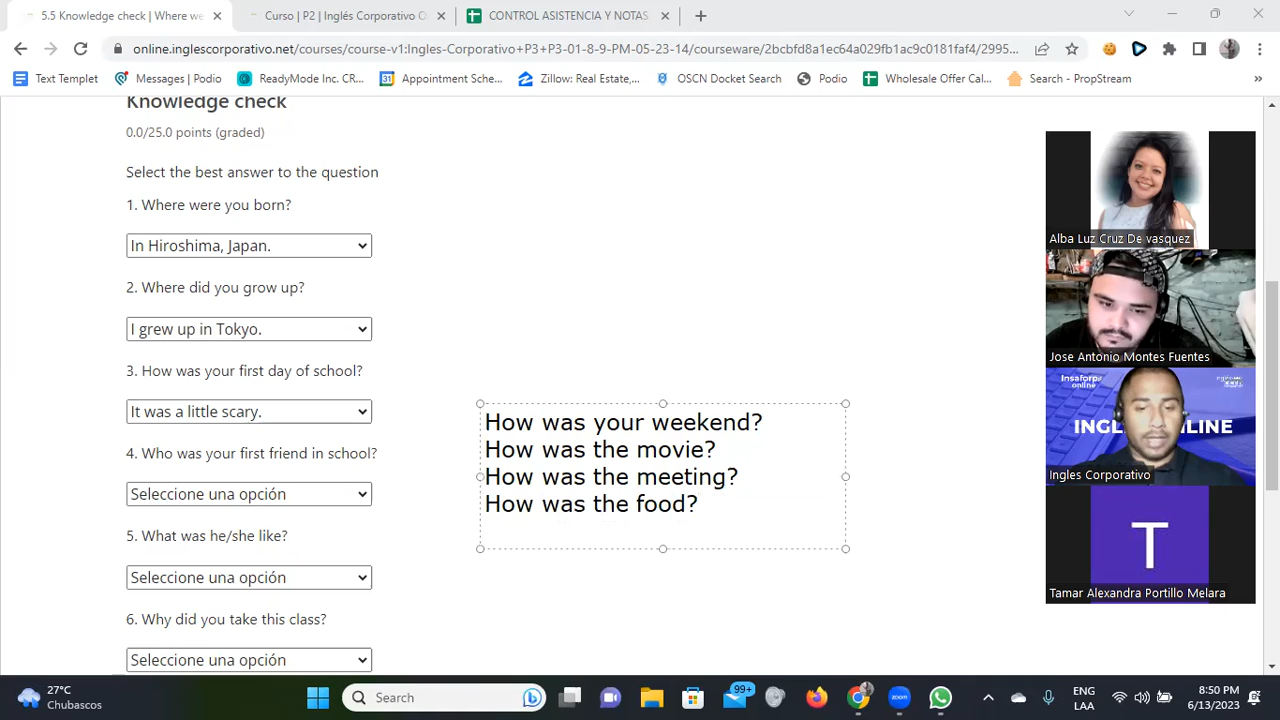 5.5 Knowledge check | Where we
Curso | P2 | Inglés Corporativo O
CONTROL ASISTENCIA Y NOTAS
online.inglescorporativo.net/courses/course-v1:Ingles-Corporativo+P3+P3-01-8-9-PM-05-23-14/courseware/2bcbfd8a1ec64a029fb1ac9c0181faf4/2995...
Text Templet
Messages | Podio
ReadyMode Inc. CR...
Appointment Sche...
Zillow: Real Estate,...
OSCN Docket Search
Podio
Wholesale Offer Cal...
Search - PropStream
Knowledge check
0.0/25.0 points (graded)
Select the best answer to the question
1. Where were you born?
In Hiroshima, Japan.
2. Where did you grow up?
I grew up in Tokyo.
3. How was your first day of school?
It was a little scary.
4. Who was your first friend in school?
Seleccione una opción
5. What was he/she like?
Seleccione una opción
6. Why did you take this class?
Seleccione una opción
How was your weekend?
How was the movie?
How was the meeting?
How was the food?
Alba Luz Cruz De vasquez
Jose Antonio Montes Fuentes
Ingles Corporativo
T
Tamar Alexandra Portillo Melara
27°C
Chubascos
Search
99+
ENG
LAA
8:50 PM
6/13/2023